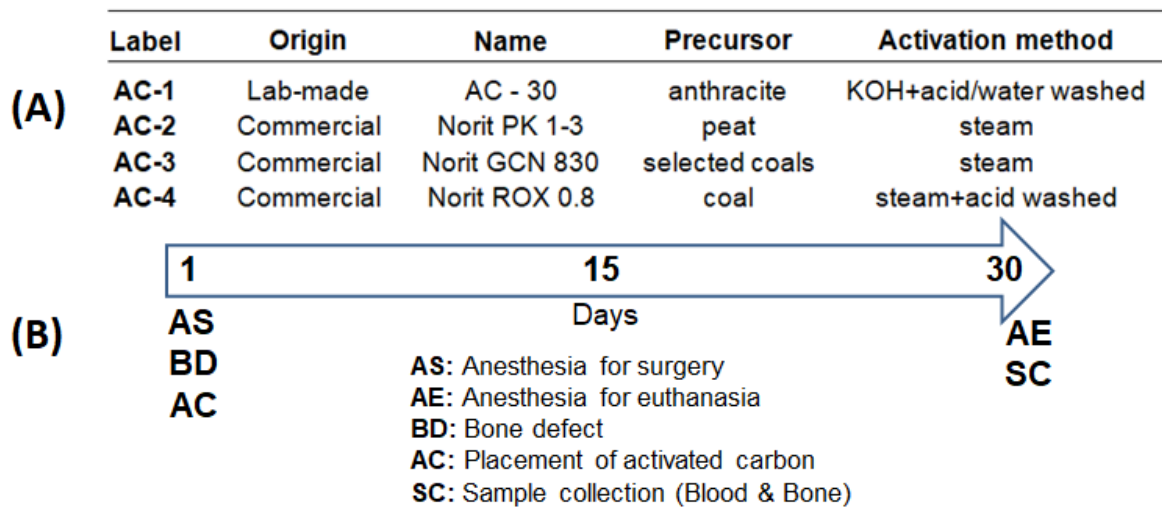 Label Origin Name Precursor Activation method
(A)
AC-1 Lab-made AC - 30 anthracite KOH+acid/water washed
AC-2 Commercial Norit PK 1-3 peat steam
AC-3 Commercial Norit GCN 830 selected coals steam
AC-4 Commercial Norit ROX 0.8 coal steam+acid washed
1 15 30
Days
(B)
AS
BD
AC
AE
SC
AS: Anesthesia for surgery
AE: Anesthesia for euthanasia
BD: Bone defect
AC: Placement of activated carbon
SC: Sample collection (Blood & Bone)